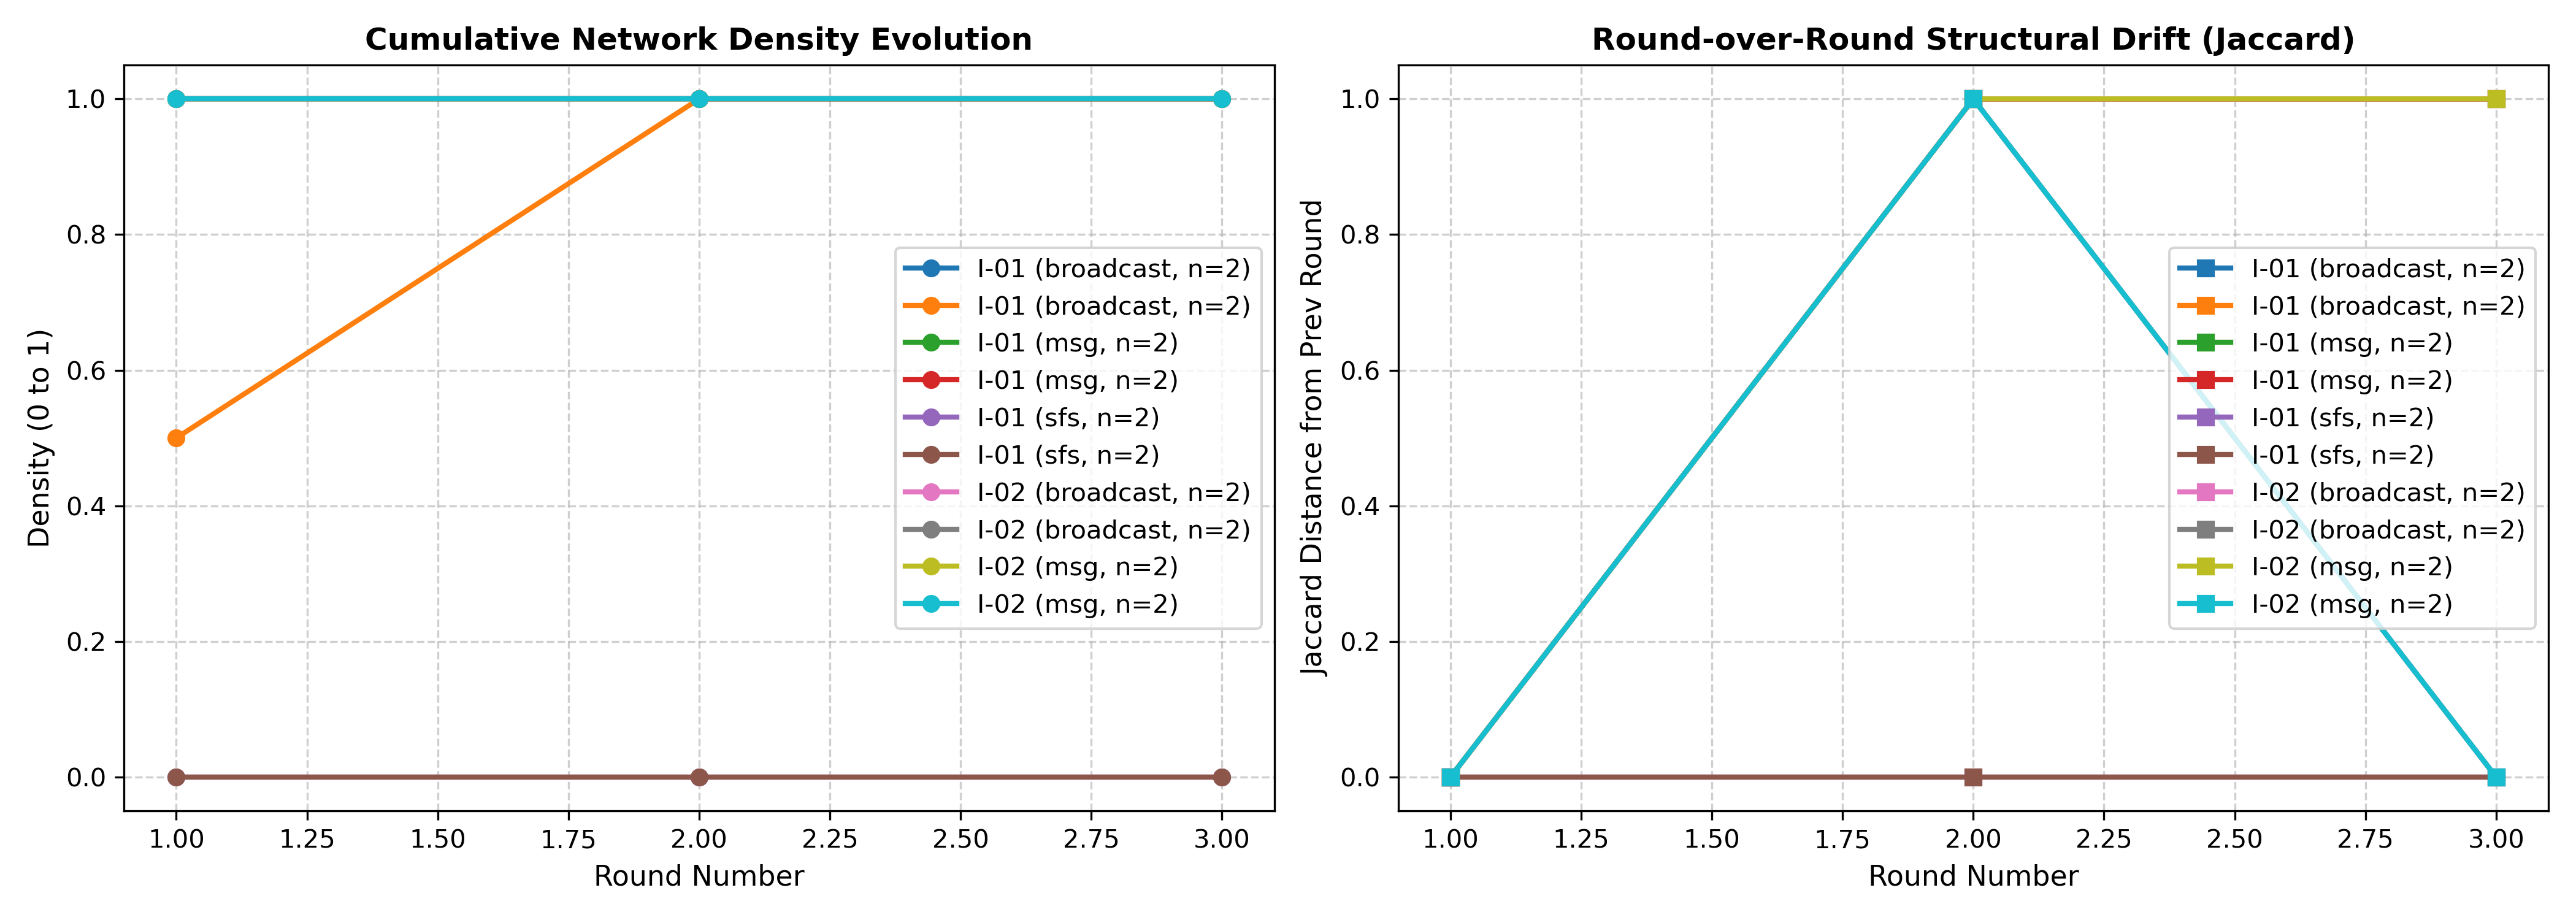 Cumulative Network Density Evolution
Density (0 to 1)
1.0
0.8
0.6
0.4
0.2
0.0
I-01 (broadcast, n=2)
I-01 (broadcast, n=2)
I-01 (msg, n=2)
I-01 (msg, n=2)
I-01 (sfs, n=2)
I-01 (sfs, n=2)
I-02 (broadcast, n=2)
I-02 (broadcast, n=2)
I-02 (msg, n=2)
I-02 (msg, n=2)
1.00 1.25 1.50 1.75 2.00 2.25 2.50 2.75 3.00
Round Number
Round-over-Round Structural Drift (Jaccard)
Jaccard Distance from Prev Round
1.0
0.8
0.6
0.4
0.2
0.0
I-01 (broadcast, n=2)
I-01 (broadcast, n=2)
I-01 (msg, n=2)
I-01 (msg, n=2)
I-01 (sfs, n=2)
I-01 (sfs, n=2)
I-02 (broadcast, n=2)
I-02 (broadcast, n=2)
I-02 (msg, n=2)
I-02 (msg, n=2)
1.00 1.25 1.50 1.75 2.00 2.25 2.50 2.75 3.00
Round Number